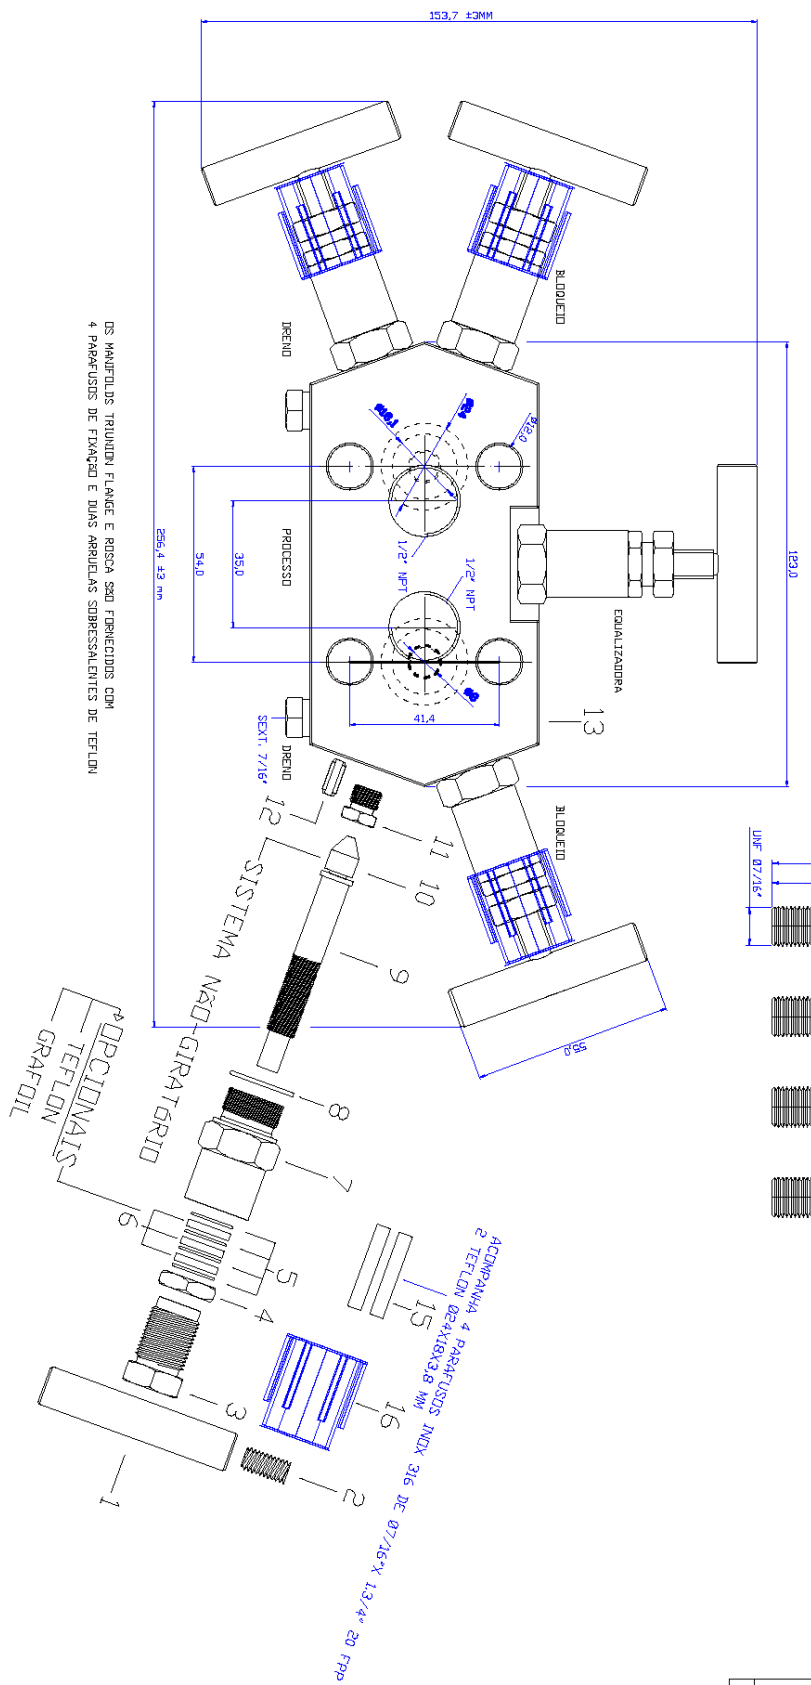 153,7 ±3MM
BLOQUEIO
DRENO
123,0
Ø24
Ø12,0
1/2" NPT
1/2" NPT
PROCESSO
35,0
54,0
256,4 ±3 mm
EQUALIZADORA
41,4
13
DRENO
SEXT. 7/16"
BLOQUEIO
55,0
UNF Ø7/16"
OS MANIFOLDS TRIUNION FLANGE E ROSCA SÃO FORNECIDOS COM
4 PARAFUSOS DE FIXAÇÃO E DUAS ARRUELAS SOBRESSALENTES DE TEFLON
12
11
10
9
SISTEMA NÃO-GIRATÓRIO
8
7
OPCIONAIS
TEFLON
GRAFOIL
6
5
4
3
2
1
15
16
ACOMPANHA 4 PARAFUSOS INOX 316 DE Ø7/16"X 1.3/4" 20 FPP
2 TEFLON Ø24X18X3,8 MM